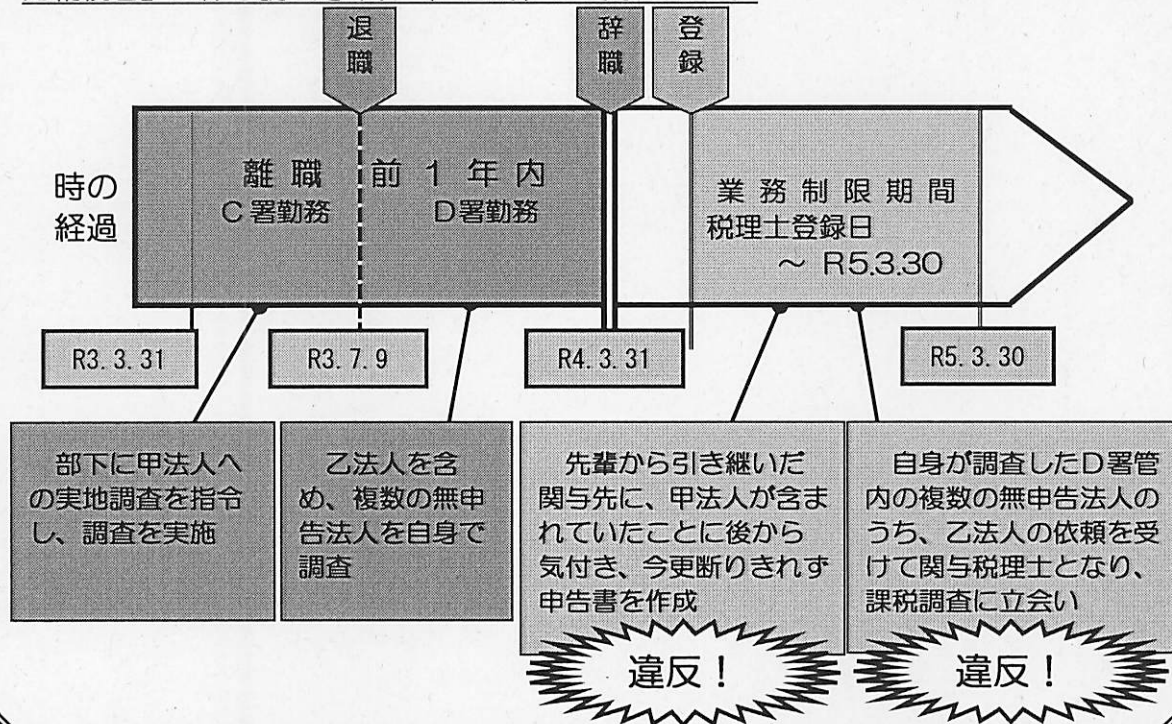 退職
辞職
登録
時の
経過
離職前1年内
C署勤務
D署勤務
業務制限期間
税理士登録日
～ R5.3.30
R3.3.31
R3.7.9
R4.3.31
R5.3.30
部下に甲法人へ
の実地調査を指令
し、調査を実施
乙法人を含
め、複数の無申
告法人を自身で
調査
先輩から引き継いだ
関与先に、甲法人が含ま
れていたことに後から
気付き、今更断りきれず
申告書を作成
違反！
自身が調査したD署管
内の複数の無申告法人の
うち、乙法人の依頼を受
けて関与税理士となり、
課税調査に立会い
違反！